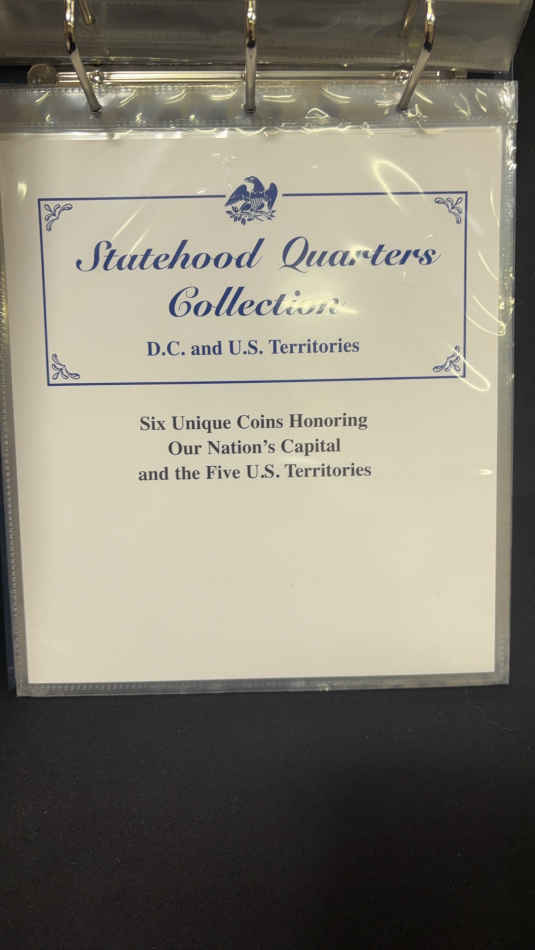 Statehood Quarters
Collection
D.C. and U.S. Territories
Six Unique Coins Honoring
Our Nation's Capital
and the Five U.S. Territories